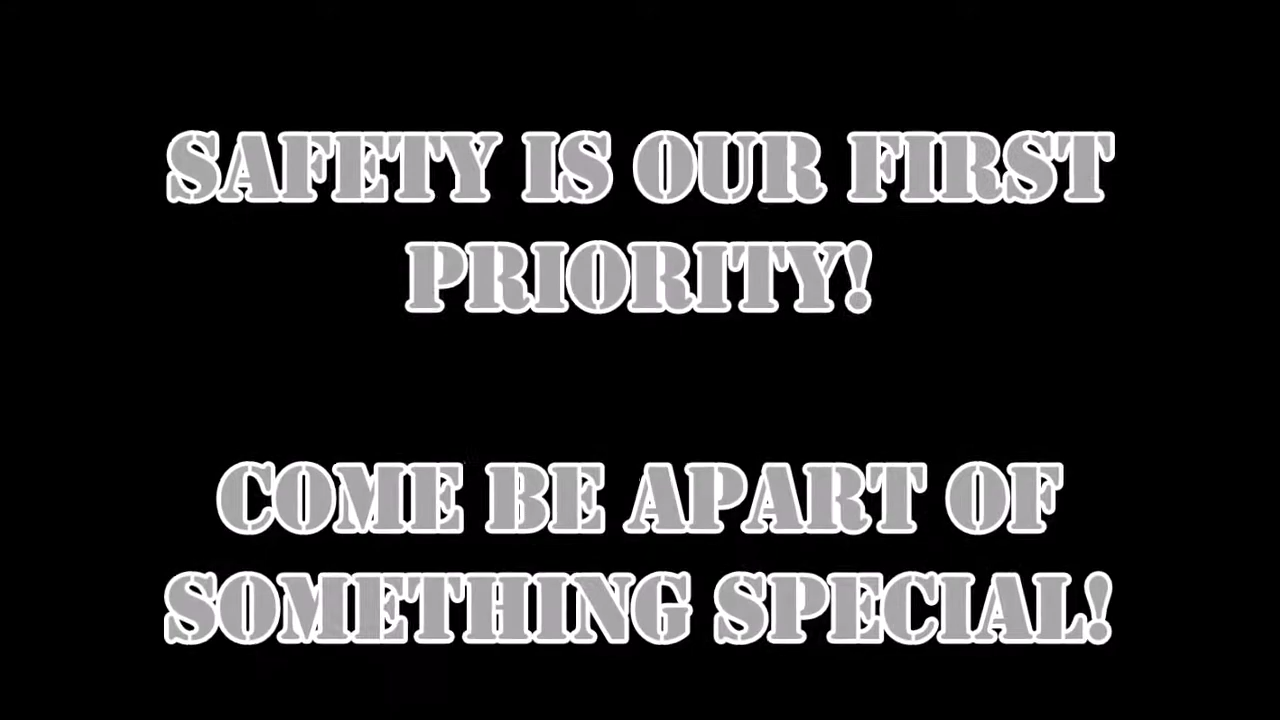 SAFETY IS OUR FIRST
PRIORITY!
COME BE APART OF
SOMETHING SPECIAL!